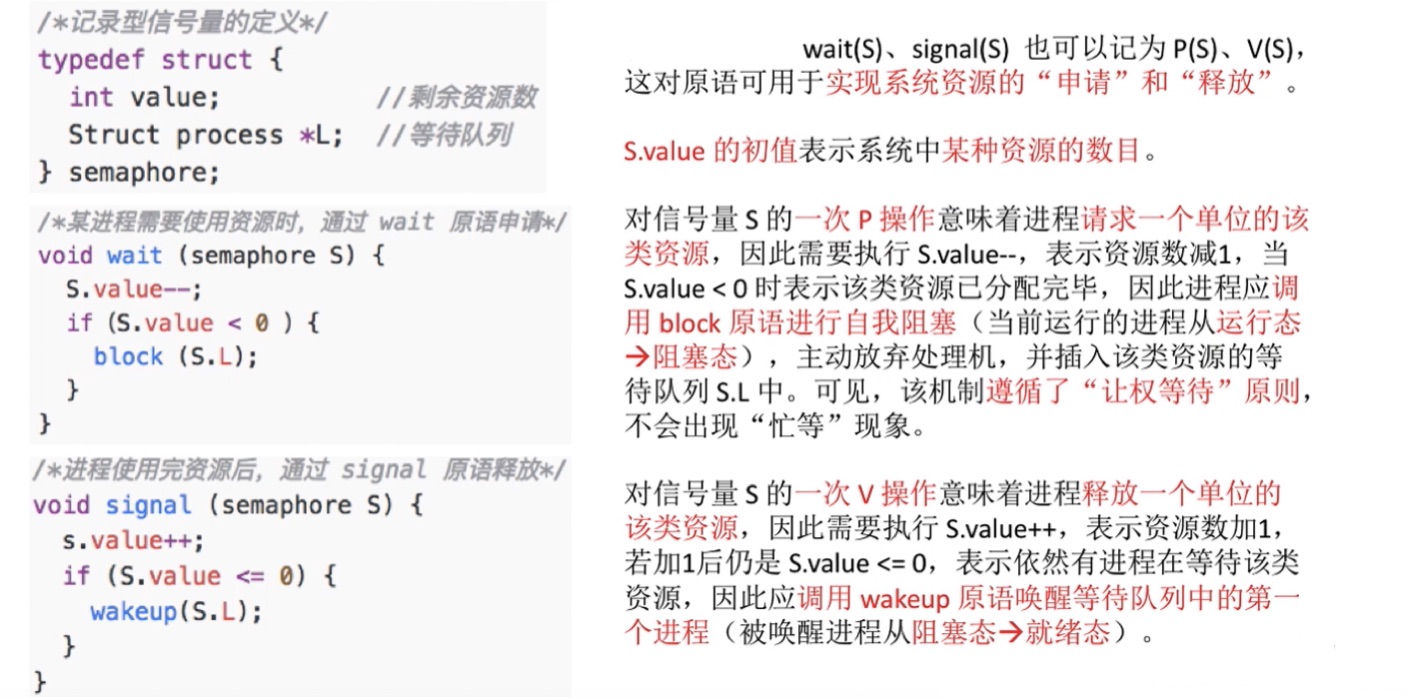 /*记录型信号量的定义*/
typedef struct {
int value; //剩余资源数
Struct process *L; //等待队列
} semaphore;
/*某进程需要使用资源时，通过 wait 原语申请*/
void wait (semaphore S) {
S.value--;
if (S.value < 0 ) {
block (S.L);
}
}
/*进程使用完资源后，通过 signal 原语释放*/
void signal (semaphore S) {
s.value++;
if (S.value <= 0) {
wakeup(S.L);
}
}
wait(S)、signal(S) 也可以记为 P(S)、V(S)，
这对原语可用于实现系统资源的“申请”和“释放”。
S.value 的初值表示系统中某种资源的数目。
对信号量 S 的一次 P 操作意味着进程请求一个单位的该
类资源，因此需要执行 S.value--，表示资源数减1，当
S.value < 0 时表示该类资源已分配完毕，因此进程应调
用 block 原语进行自我阻塞（当前运行的进程从运行态
→阻塞态），主动放弃处理机，并插入该类资源的等
待队列 S.L 中。可见，该机制遵循了“让权等待”原则，
不会出现“忙等”现象。
对信号量 S 的一次 V 操作意味着进程释放一个单位的
该类资源，因此需要执行 S.value++，表示资源数加1，
若加1后仍是 S.value <= 0，表示依然有进程在等待该类
资源，因此应调用 wakeup 原语唤醒等待队列中的第一
个进程（被唤醒进程从阻塞态→就绪态）。